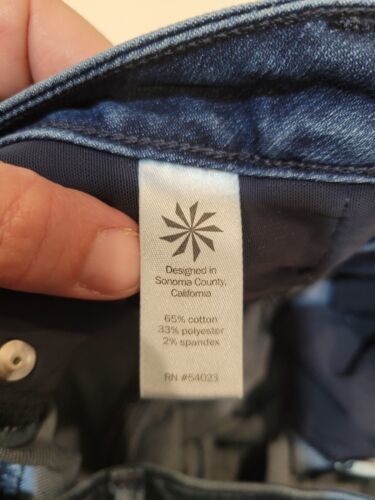 Designed in
Sonoma County,
California
65% cotton
33% polyester
2% spandex
RN #54023